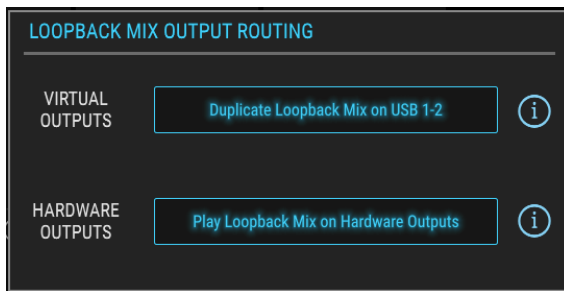 LOOPBACK MIX OUTPUT ROUTING
VIRTUAL
OUTPUTS
Duplicate Loopback Mix on USB 1-2
i
HARDWARE
OUTPUTS
Play Loopback Mix on Hardware Outputs
i